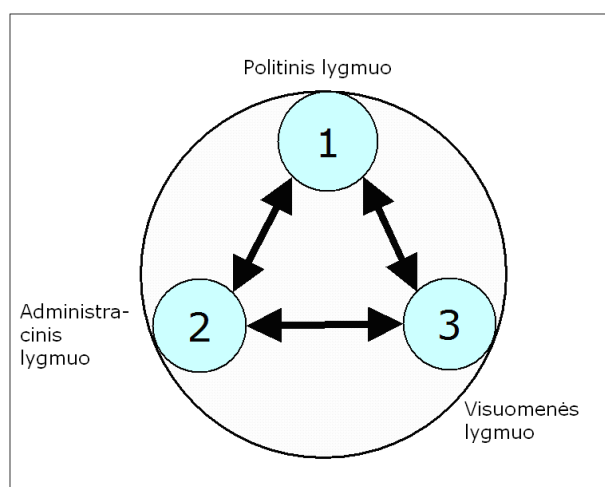 Politinis lygmuo
1
Administra-
cinis
lygmuo
2
3
Visuomenės
lygmuo